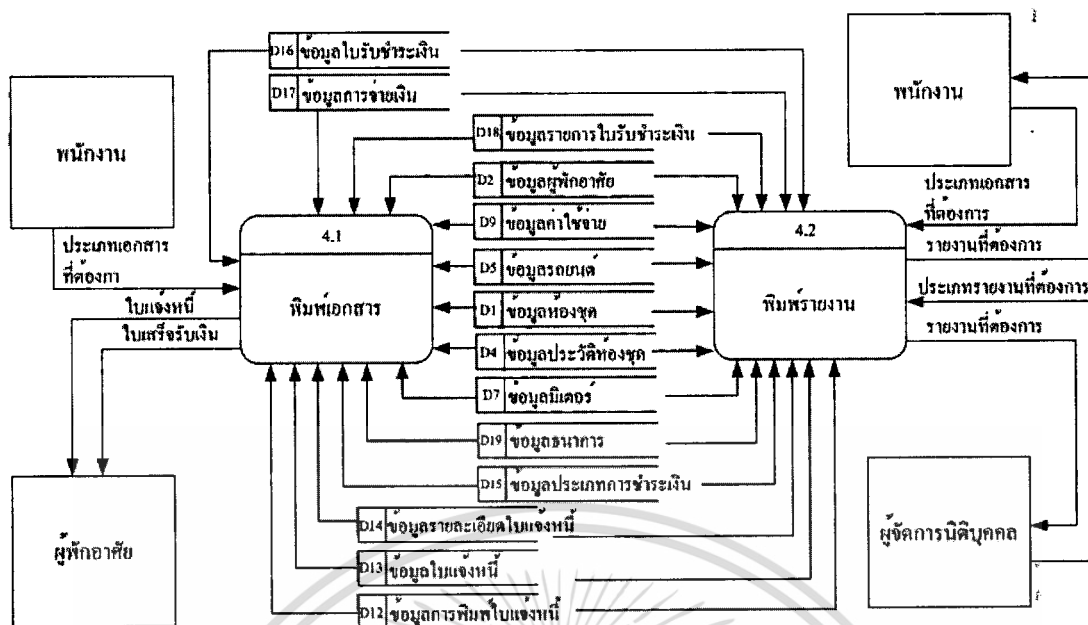 D16 ข้อมูลใบรับชำระเงิน
D17 ข้อมูลการจ่ายเงิน
พนักงาน
พนักงาน
D18 ข้อมูลรายการใบรับชำระเงิน
D2 ข้อมูลผู้พักอาศัย
D9 ข้อมูลค่าใช้จ่าย
D5 ข้อมูลรถยนต์
D1 ข้อมูลห้องชุด
D4 ข้อมูลประวัติห้องชุด
D7 ข้อมูลมิเตอร์
D19 ข้อมูลธนาคาร
D15 ข้อมูลประเภทการชำระเงิน
D14 ข้อมูลรายละเอียดใบแจ้งหนี้
D13 ข้อมูลใบแจ้งหนี้
D12 ข้อมูลการพิมพ์ใบแจ้งหนี้
4.1
พิมพ์เอกสาร
4.2
พิมพ์รายงาน
ประเภทเอกสาร
ที่ต้องกา
ใบแจ้งหนี้
ใบเสร็จรับเงิน
ประเภทเอกสาร
ที่ต้องการ
รายงานที่ต้องการ
ประเภทรายงานที่ต้องการ
รายงานที่ต้องการ
ผู้พักอาศัย
ผู้จัดการนิติบุคคล